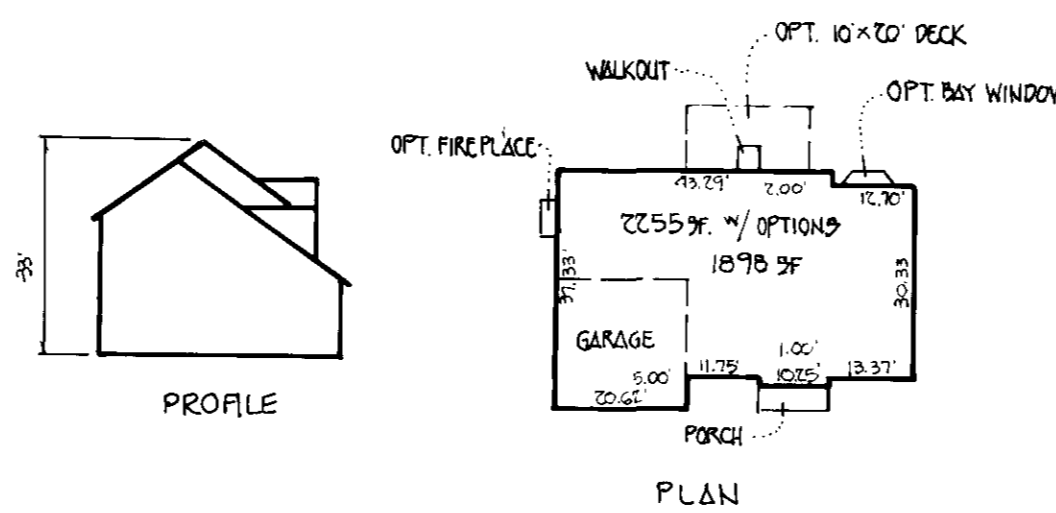 OPT. 10'×20' DECK
WALKOUT
OPT. BAY WINDOW
OPT. FIREPLACE
43.29'
2.00'
12.70'
2255 SF. W/ OPTIONS
1898 SF
33'
37.33'
30.33
GARAGE
1.00'
5.00'
11.75'
10.25'
13.37'
20.62'
PROFILE
PORCH
PLAN